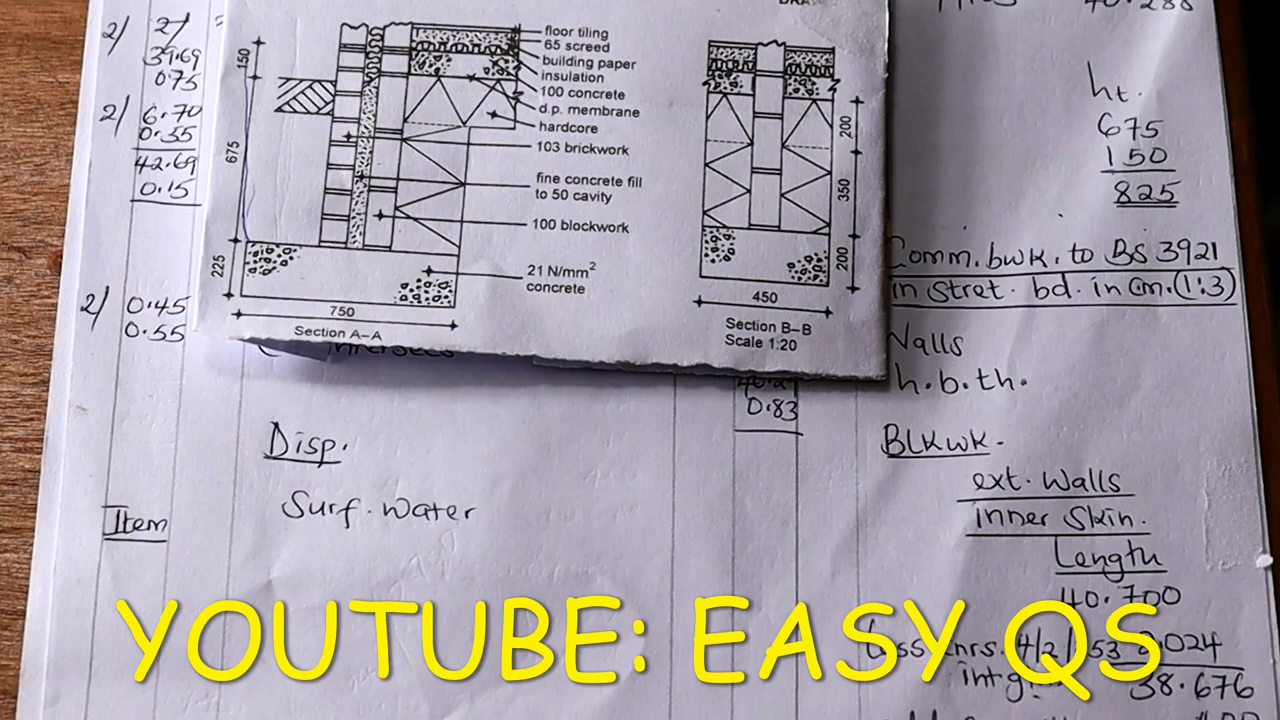 2/ 2/
39.69
0.75
2/ 6.70
0.55
42.69
0.15
2/ 0.45
0.55
Item
150
675
225
floor tiling
65 screed
building paper
insulation
100 concrete
d.p. membrane
hardcore
103 brickwork
fine concrete fill
to 50 cavity
100 blockwork
21 N/mm²
concrete
750
Section A–A
200
350
200
450
Section B–B
Scale 1:20
Disp.
Surf. water
0.83
40.288
ht.
675
150
825
Comm. bwk. to BS 3921
in Stret. bd. in cm. (1:3)
Walls
h.b.th.
BLKWK.
ext. Walls
inner Skin.
Length
40.700
Less
38.676
YOUTUBE: EASY QS